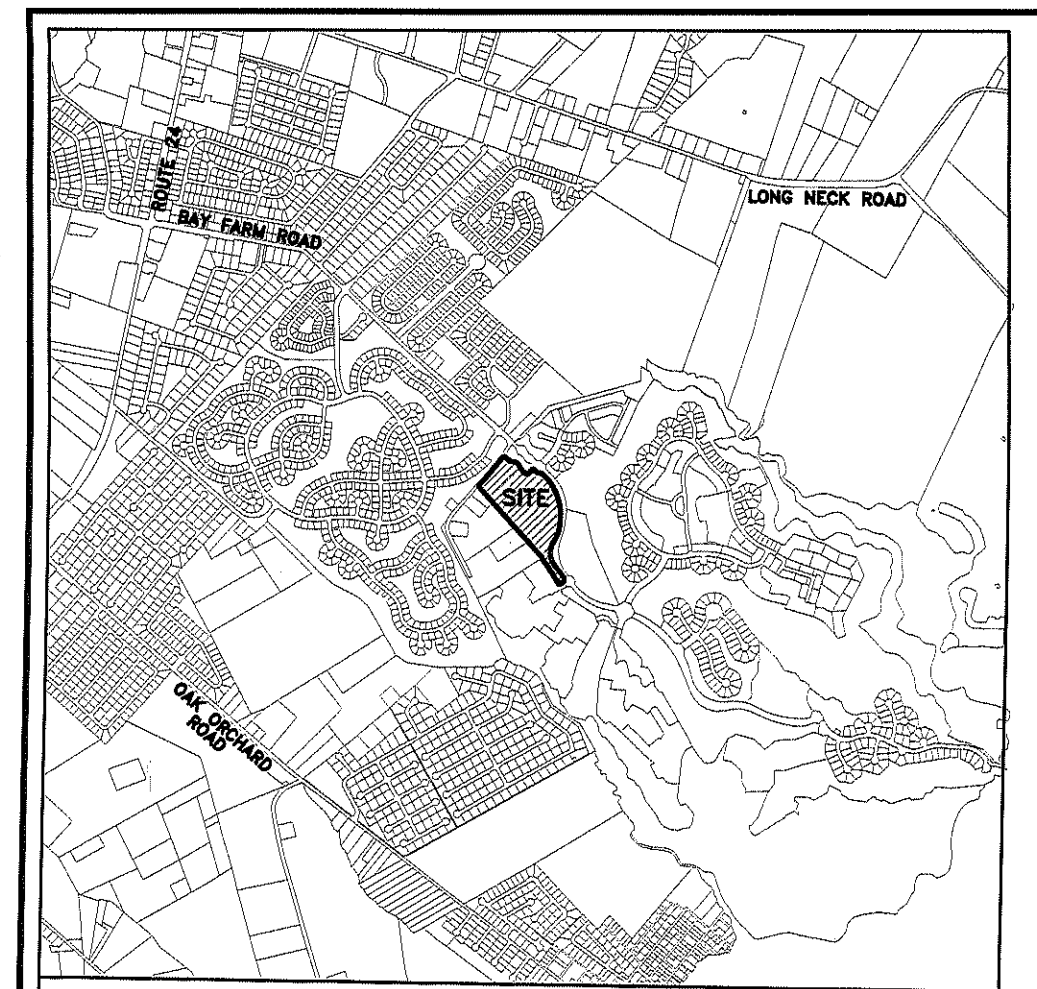 ROUTE 24
BAY FARM ROAD
LONG NECK ROAD
SITE
OAK ORCHARD
ROAD